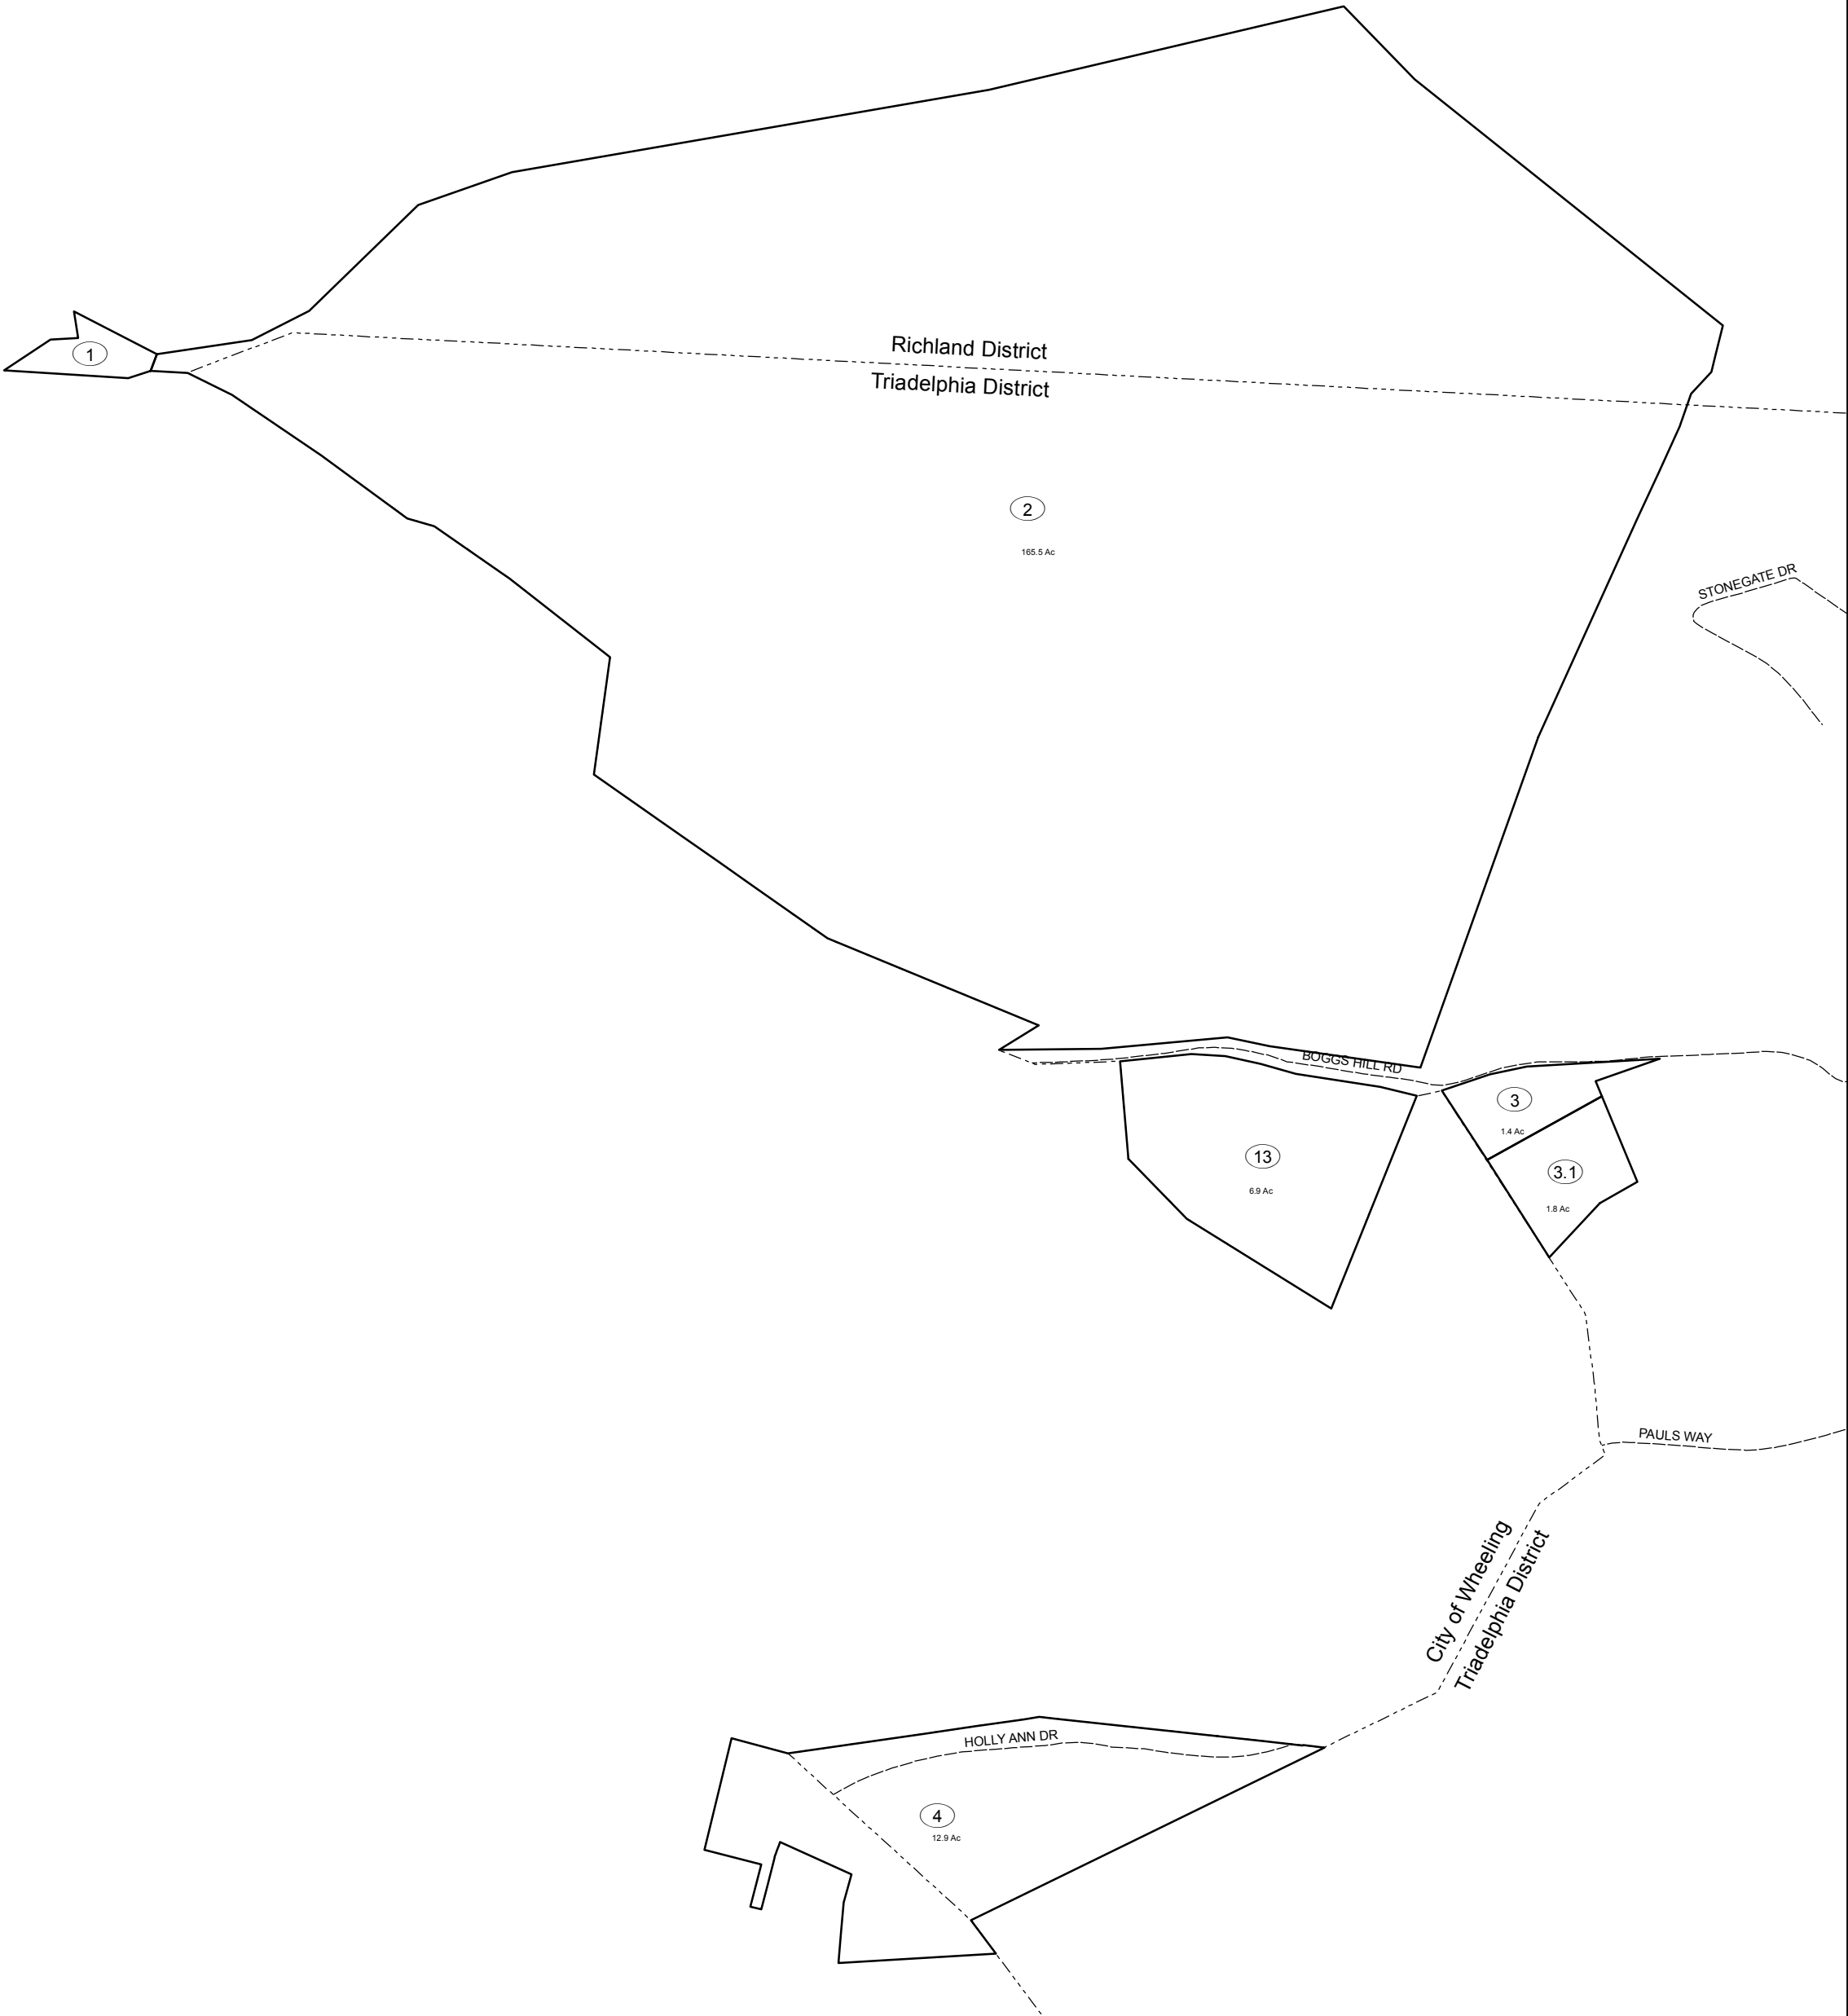 Richland District
1
Triadelphia District
2
165.5 Ac
STONEGATE DR
BOGGS HILL RD
3
1.4 Ac
13
6.9 Ac
3.1
1.8 Ac
PAULS WAY
City of Wheeling
Triadelphia District
HOLLY ANN DR
4
12.9 Ac